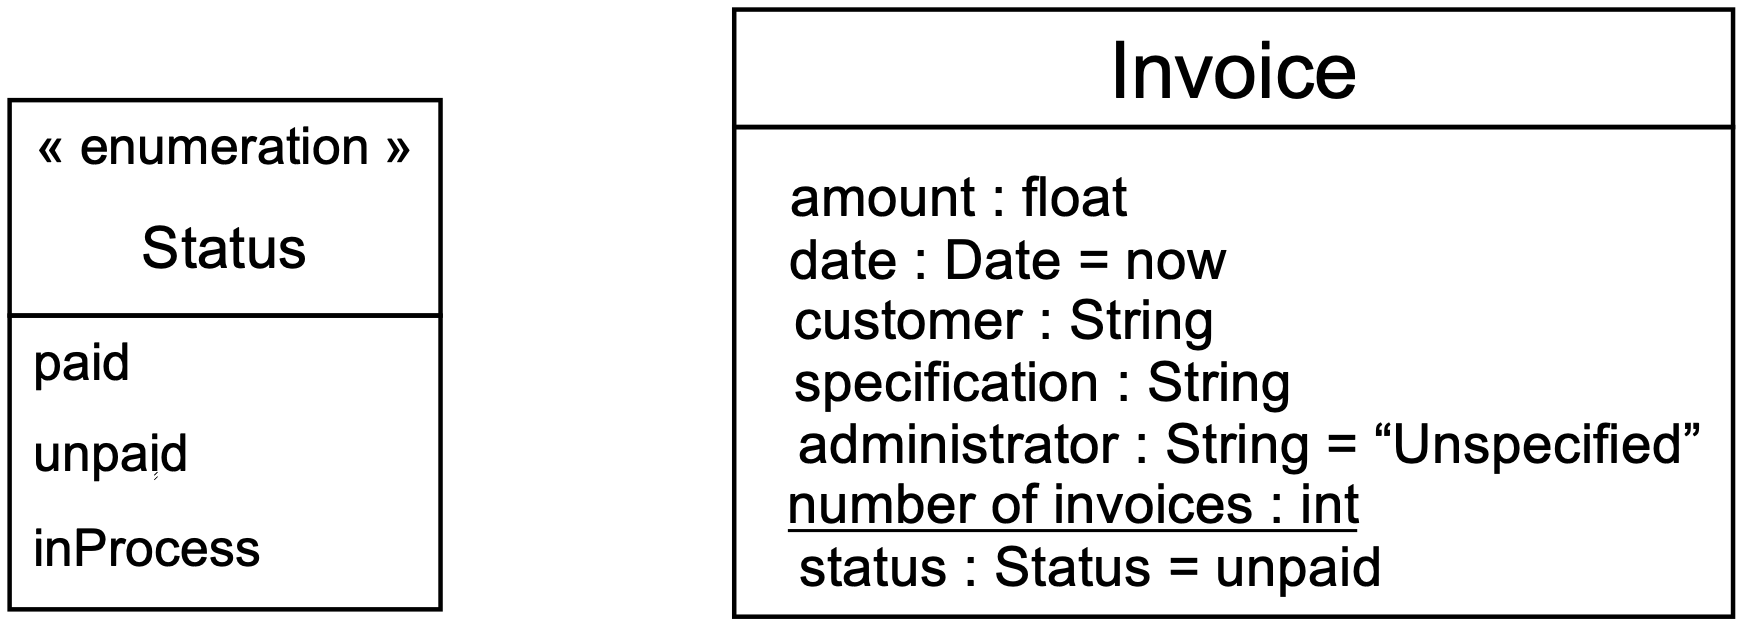 « enumeration »
Status
paid
unpaid
inProcess
Invoice
amount : float
date : Date = now
customer : String
specification : String
administrator : String = “Unspecified”
number of invoices : int
status : Status = unpaid